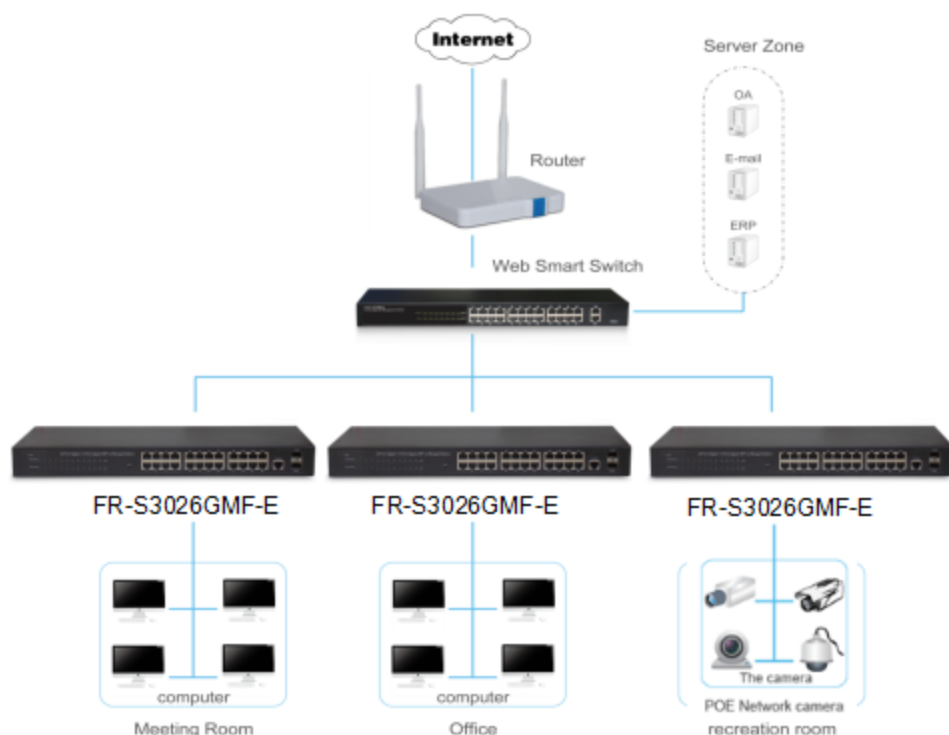 Internet
Server Zone
OA
E-mail
ERP
Router
Web Smart Switch
FR-S3026GMF-E
FR-S3026GMF-E
FR-S3026GMF-E
computer
computer
The camera
POE Network camera
Meeting Room
Office
recreation room